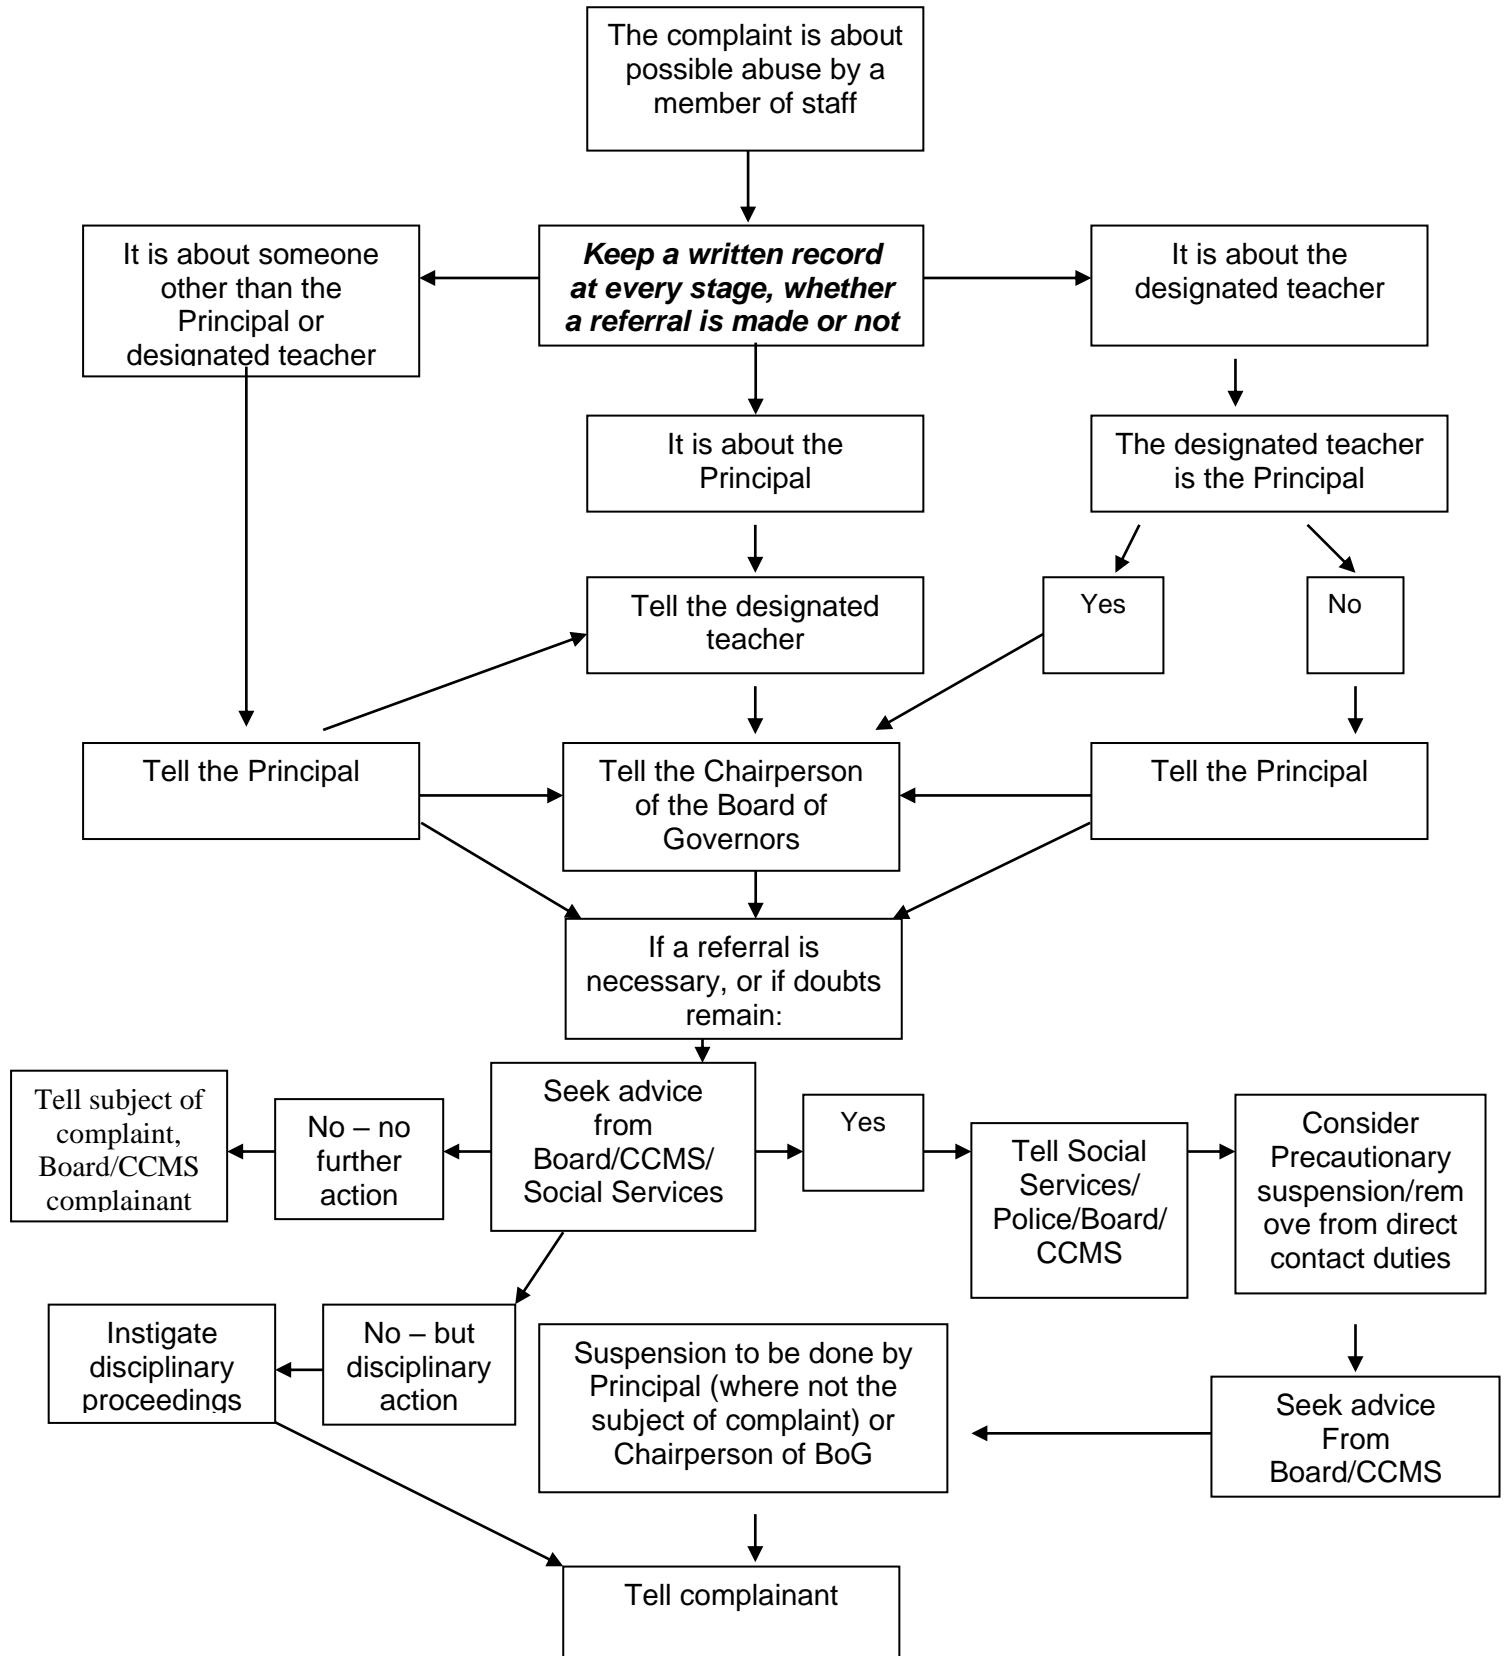 The complaint is about
possible abuse by a
member of staff
It is about someone
other than the
Principal or
designated teacher
Keep a written record
at every stage, whether
a referral is made or not
It is about the
designated teacher
It is about the
Principal
The designated teacher
is the Principal
Tell the designated
teacher
Yes
No
Tell the Principal
Tell the Chairperson
of the Board of
Governors
Tell the Principal
If a referral is
necessary, or if doubts
remain:
Tell subject of
complaint,
Board/CCMS
complainant
No – no
further
action
Seek advice
from
Board/CCMS/
Social Services
Yes
Tell Social
Services/
Police/Board/
CCMS
Consider
Precautionary
suspension/rem
ove from direct
contact duties
Instigate
disciplinary
proceedings
No – but
disciplinary
action
Suspension to be done by
Principal (where not the
subject of complaint) or
Chairperson of BoG
Seek advice
From
Board/CCMS
Tell complainant